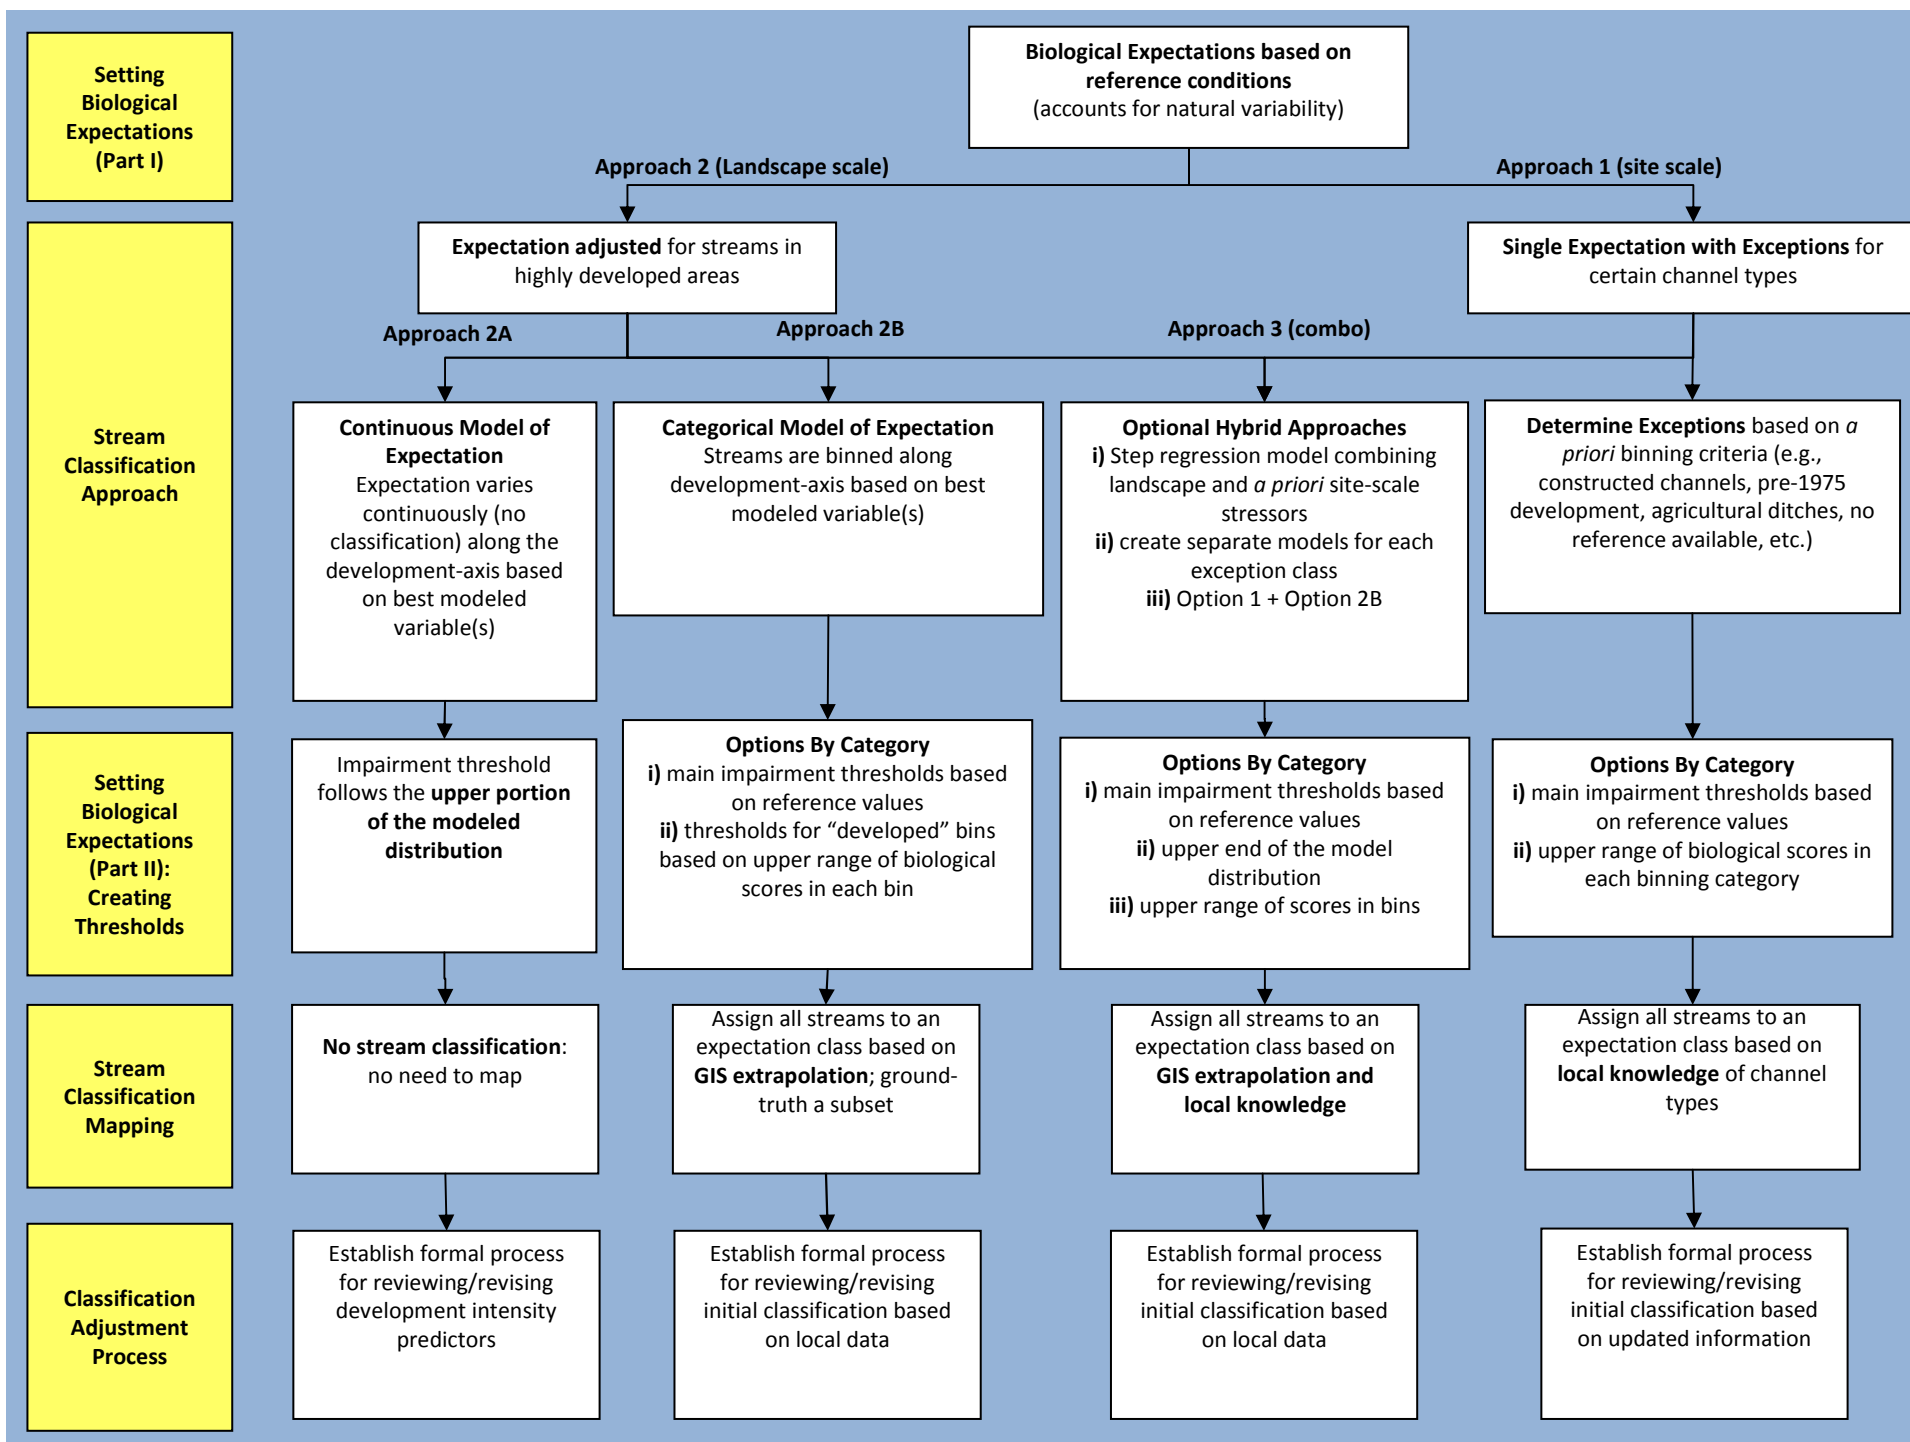 Setting
Biological
Expectations
(Part I)
Biological Expectations based on
reference conditions
(accounts for natural variability)
Approach 2 (Landscape scale)
Approach 1 (site scale)
Stream
Classification
Approach
Expectation adjusted for streams in
highly developed areas
Single Expectation with Exceptions for
certain channel types
Approach 2A
Approach 2B
Approach 3 (combo)
Continuous Model of
Expectation
Expectation varies
continuously (no
classification) along the
development-axis based
on best modeled
variable(s)
Categorical Model of Expectation
Streams are binned along
development-axis based on best
modeled variable(s)
Optional Hybrid Approaches
i) Step regression model combining
landscape and a priori site-scale
stressors
ii) create separate models for each
exception class
iii) Option 1 + Option 2B
Determine Exceptions based on a
priori binning criteria (e.g.,
constructed channels, pre-1975
development, agricultural ditches, no
reference available, etc.)
Setting
Biological
Expectations
(Part II):
Creating
Thresholds
Impairment threshold
follows the upper portion
of the modeled
distribution
Options By Category
i) main impairment thresholds based
on reference values
ii) thresholds for “developed” bins
based on upper range of biological
scores in each bin
Options By Category
i) main impairment thresholds based
on reference values
ii) upper end of the model
distribution
iii) upper range of scores in bins
Options By Category
i) main impairment thresholds based
on reference values
ii) upper range of biological scores in
each binning category
Stream
Classification
Mapping
No stream classification:
no need to map
Assign all streams to an
expectation class based on
GIS extrapolation; ground-
truth a subset
Assign all streams to an
expectation class based on
GIS extrapolation and
local knowledge
Assign all streams to an
expectation class based on
local knowledge of channel
types
Classification
Adjustment
Process
Establish formal process
for reviewing/revising
development intensity
predictors
Establish formal process
for reviewing/revising
initial classification based
on local data
Establish formal process
for reviewing/revising
initial classification based
on local data
Establish formal process
for reviewing/revising
initial classification based
on updated information